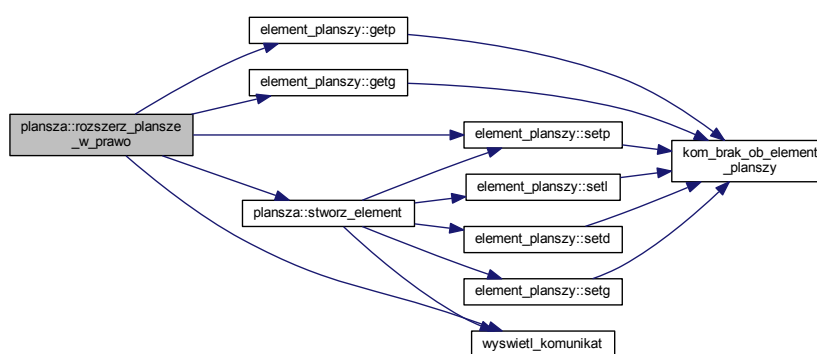 element_planszy::getp
element_planszy::getg
plansza::rozszerz_plansze
_w_prawo
element_planszy::setp
kom_brak_ob_element
_planszy
element_planszy::setl
plansza::stworz_element
element_planszy::setd
element_planszy::setg
wyswietl_komunikat